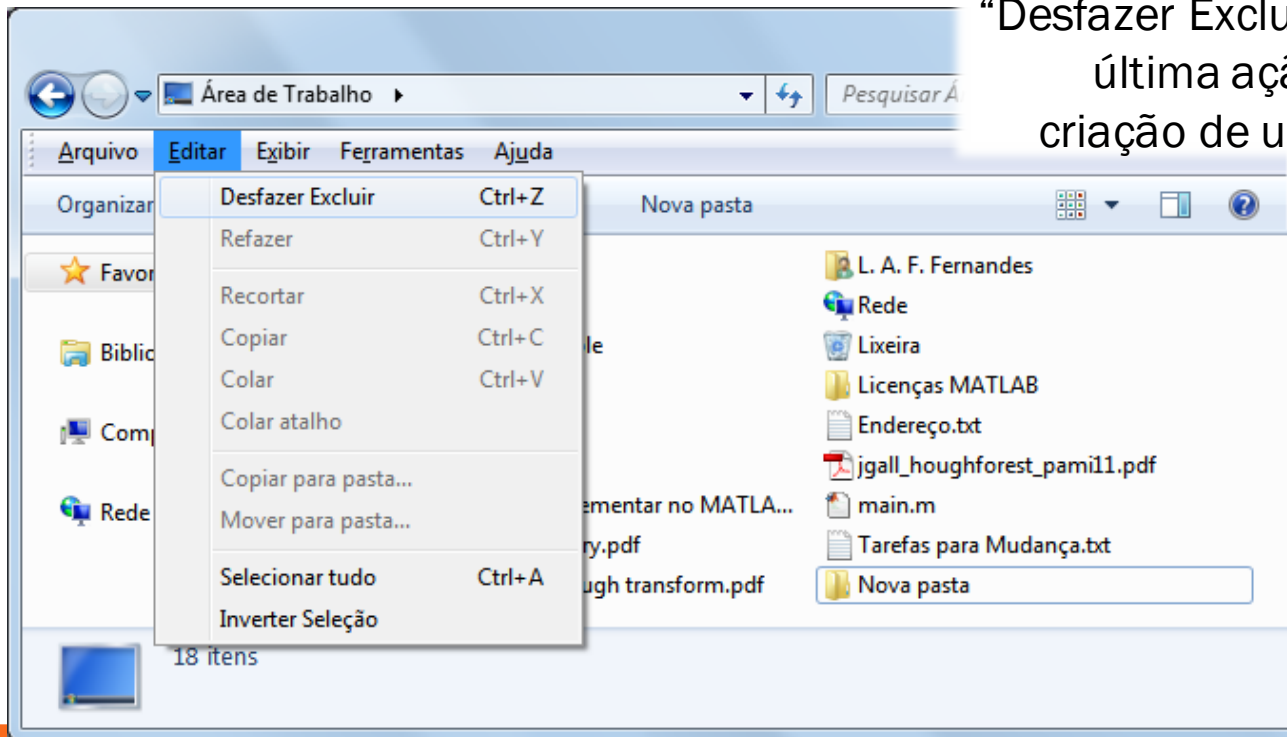 “Desfazer Exclu
última aç
criação de u
Área de Trabalho
Pesquisar Á
Arquivo Editar Exibir Ferramentas Ajuda
Organizar Nova pasta
Desfazer Excluir Ctrl+Z
Refazer Ctrl+Y
Recortar Ctrl+X
Copiar Ctrl+C
Colar Ctrl+V
Colar atalho
Copiar para pasta...
Mover para pasta...
Selecionar tudo Ctrl+A
Inverter Seleção
Favor
Biblic
Com
Rede
le
ementar no MATLA...
ry.pdf
ugh transform.pdf
L. A. F. Fernandes
Rede
Lixeira
Licenças MATLAB
Endereço.txt
jgall_houghforest_pami11.pdf
main.m
Tarefas para Mudança.txt
Nova pasta
18 itens